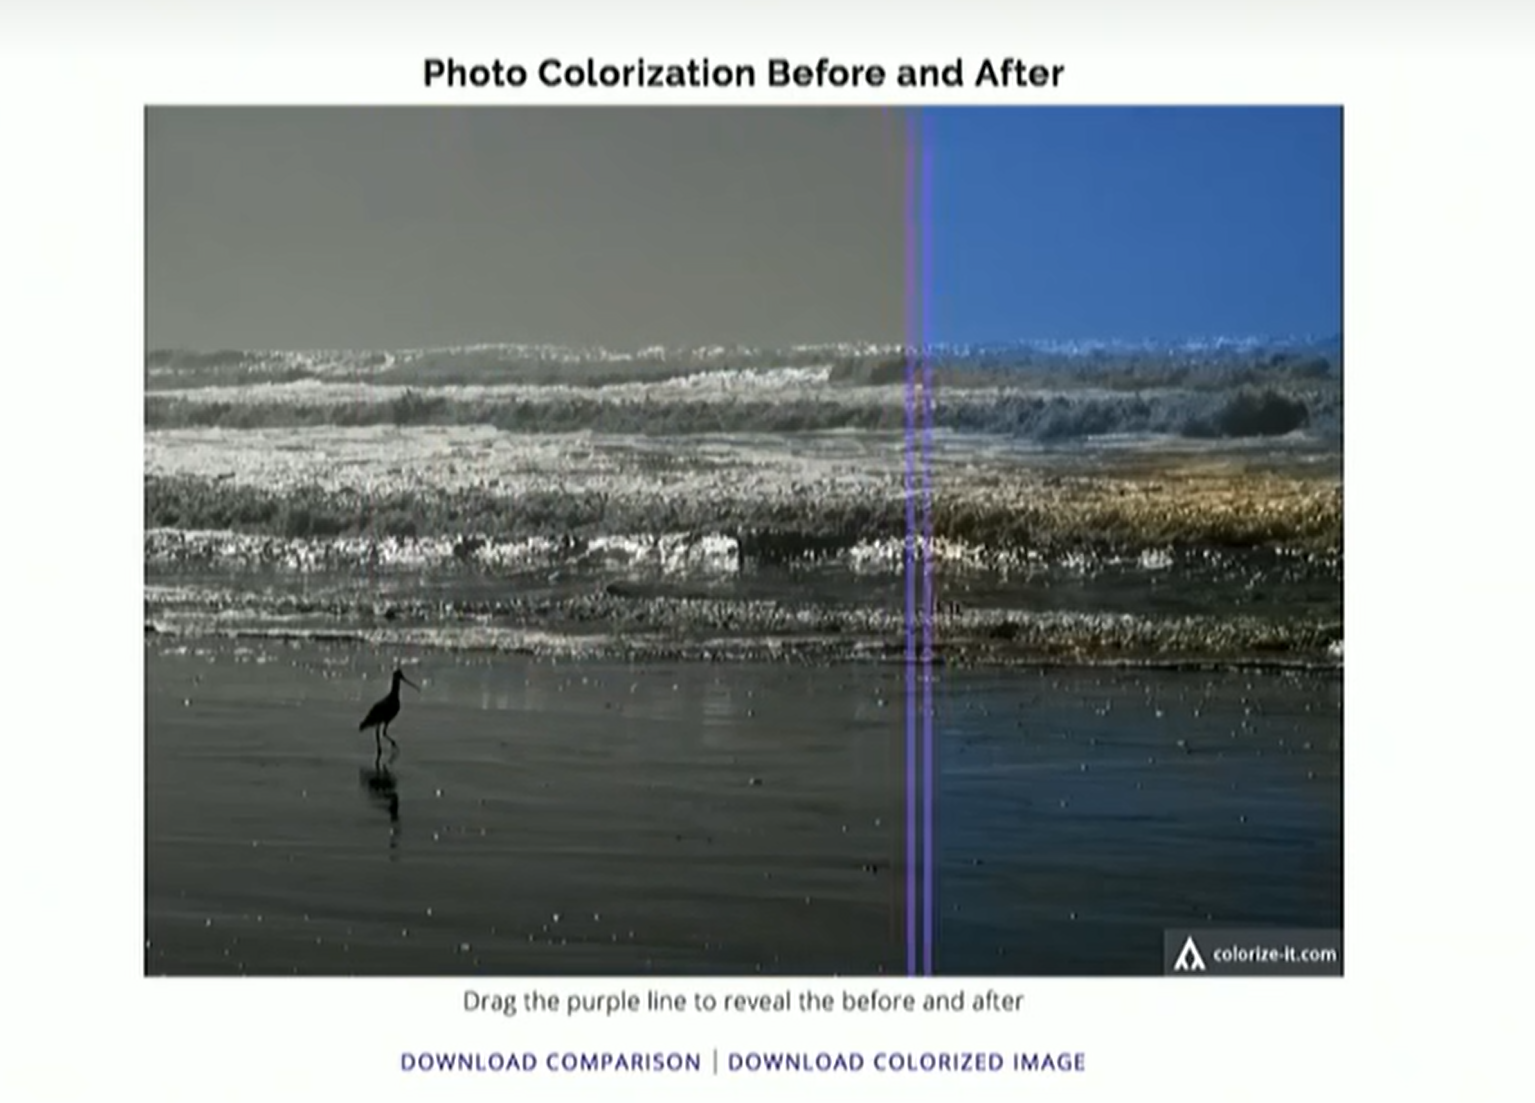 Photo Colorization Before and After
colorize-it.com
Drag the purple line to reveal the before and after
DOWNLOAD COMPARISON | DOWNLOAD COLORIZED IMAGE